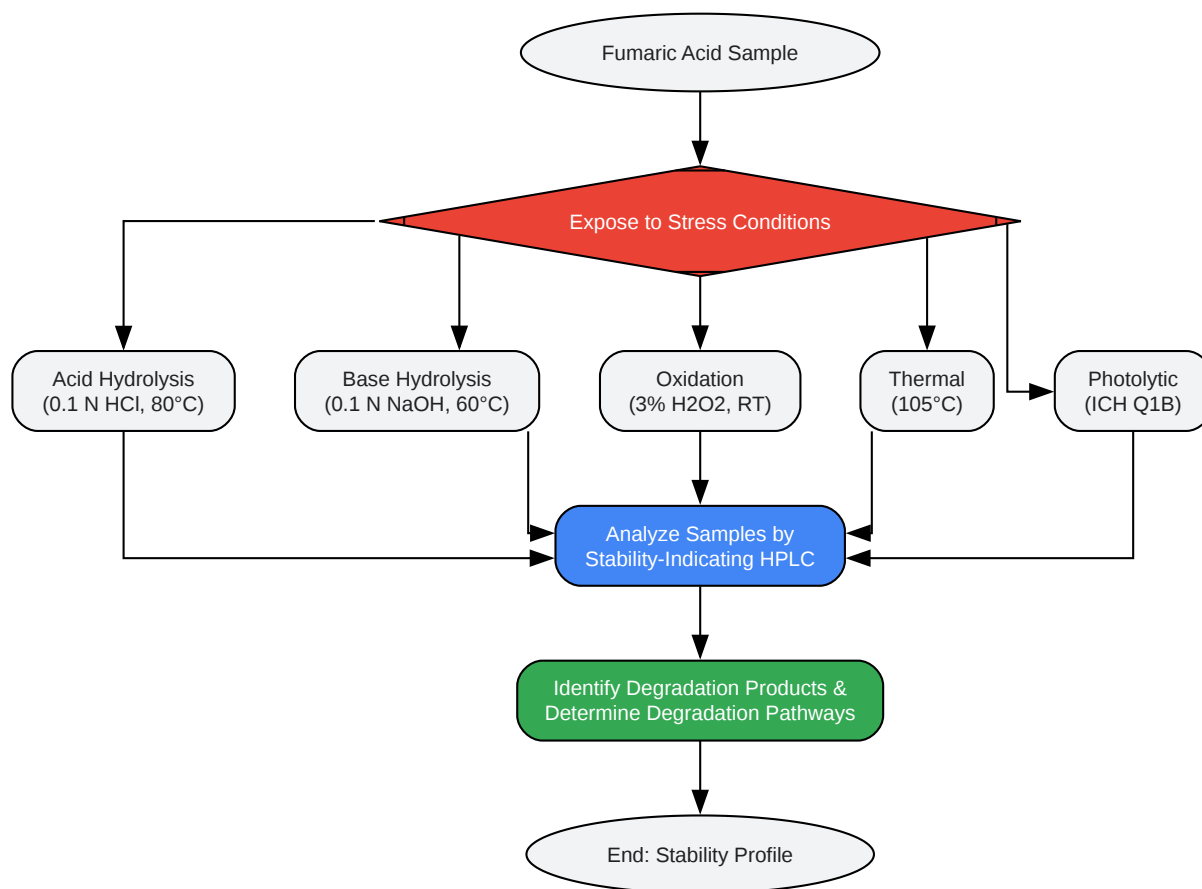 Fumaric Acid Sample
Expose to Stress Conditions
Acid Hydrolysis
(0.1 N HCl, 80°C)
Base Hydrolysis
(0.1 N NaOH, 60°C)
Oxidation
(3% H2O2, RT)
Thermal
(105°C)
Photolytic
(ICH Q1B)
Analyze Samples by
Stability-Indicating HPLC
Identify Degradation Products &
Determine Degradation Pathways
End: Stability Profile